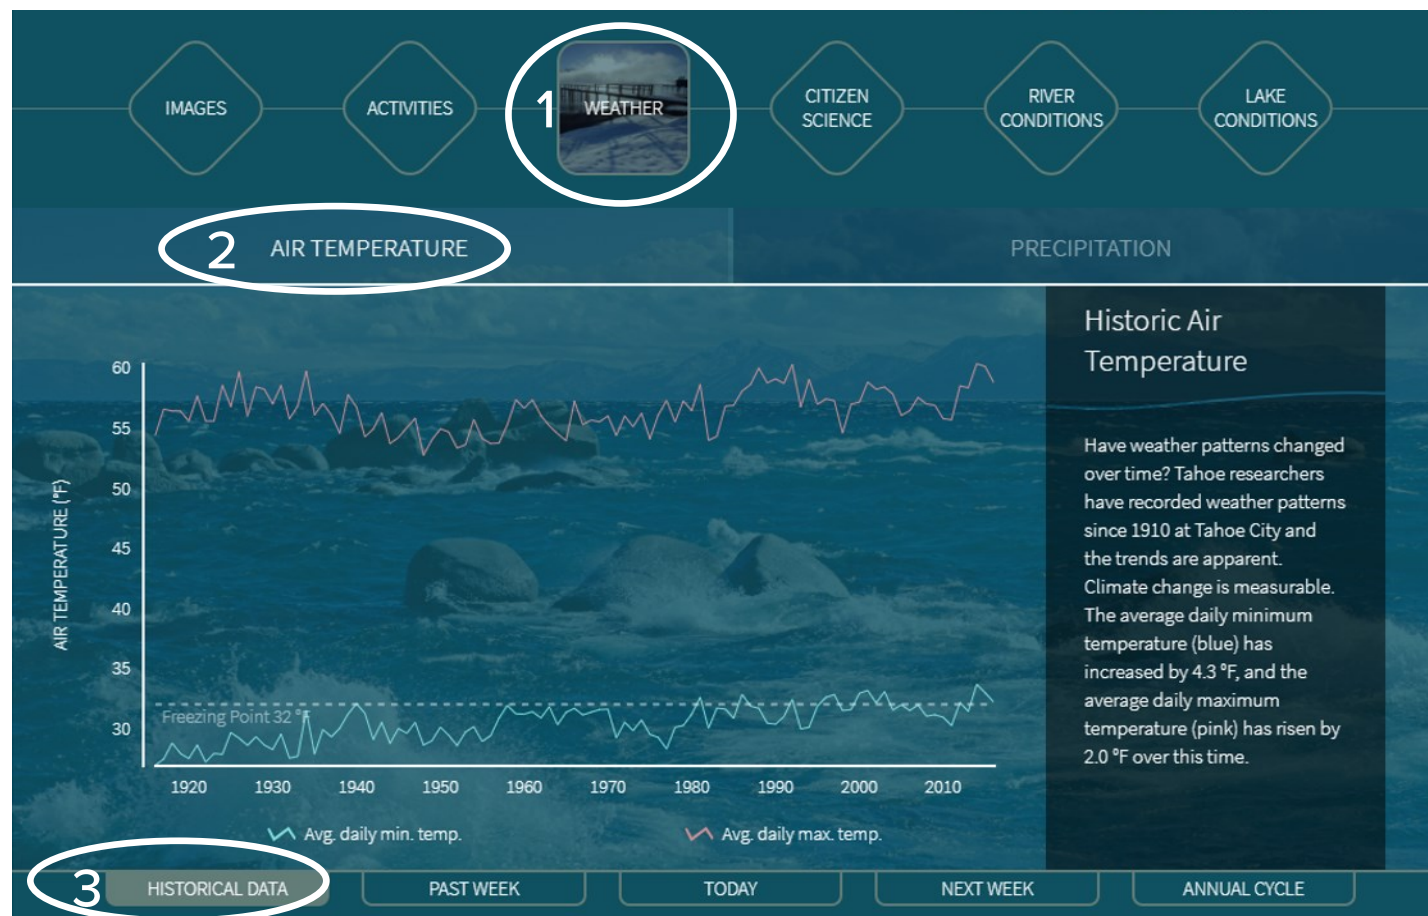 IMAGES
ACTIVITIES
1
WEATHER
CITIZEN
SCIENCE
RIVER
CONDITIONS
LAKE
CONDITIONS
2
AIR TEMPERATURE
PRECIPITATION
Historic Air
Temperature
Have weather patterns changed
over time? Tahoe researchers
have recorded weather patterns
since 1910 at Tahoe City and
the trends are apparent.
Climate change is measurable.
The average daily minimum
temperature (blue) has
increased by 4.3 °F, and the
average daily maximum
temperature (pink) has risen by
2.0 °F over this time.
AIR TEMPERATURE (°F)
60
55
50
45
40
35
30
Freezing Point 32 °F
1920 1930 1940 1950 1960 1970 1980 1990 2000 2010
Avg. daily min. temp.
Avg. daily max. temp.
3
HISTORICAL DATA
PAST WEEK
TODAY
NEXT WEEK
ANNUAL CYCLE